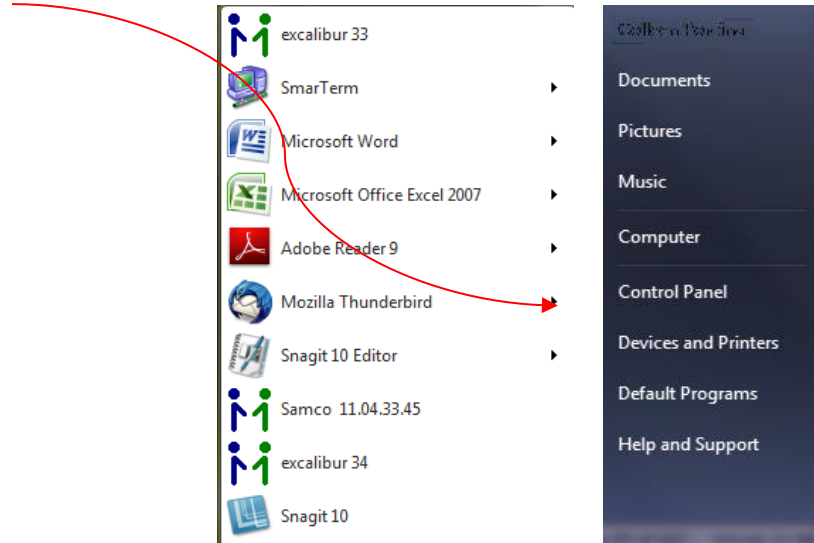 excalibur 33
SmarTerm
Microsoft Word
Microsoft Office Excel 2007
Adobe Reader 9
Mozilla Thunderbird
Snagit 10 Editor
Samco 11.04.33.45
excalibur 34
Snagit 10
Documents
Pictures
Music
Computer
Control Panel
Devices and Printers
Default Programs
Help and Support